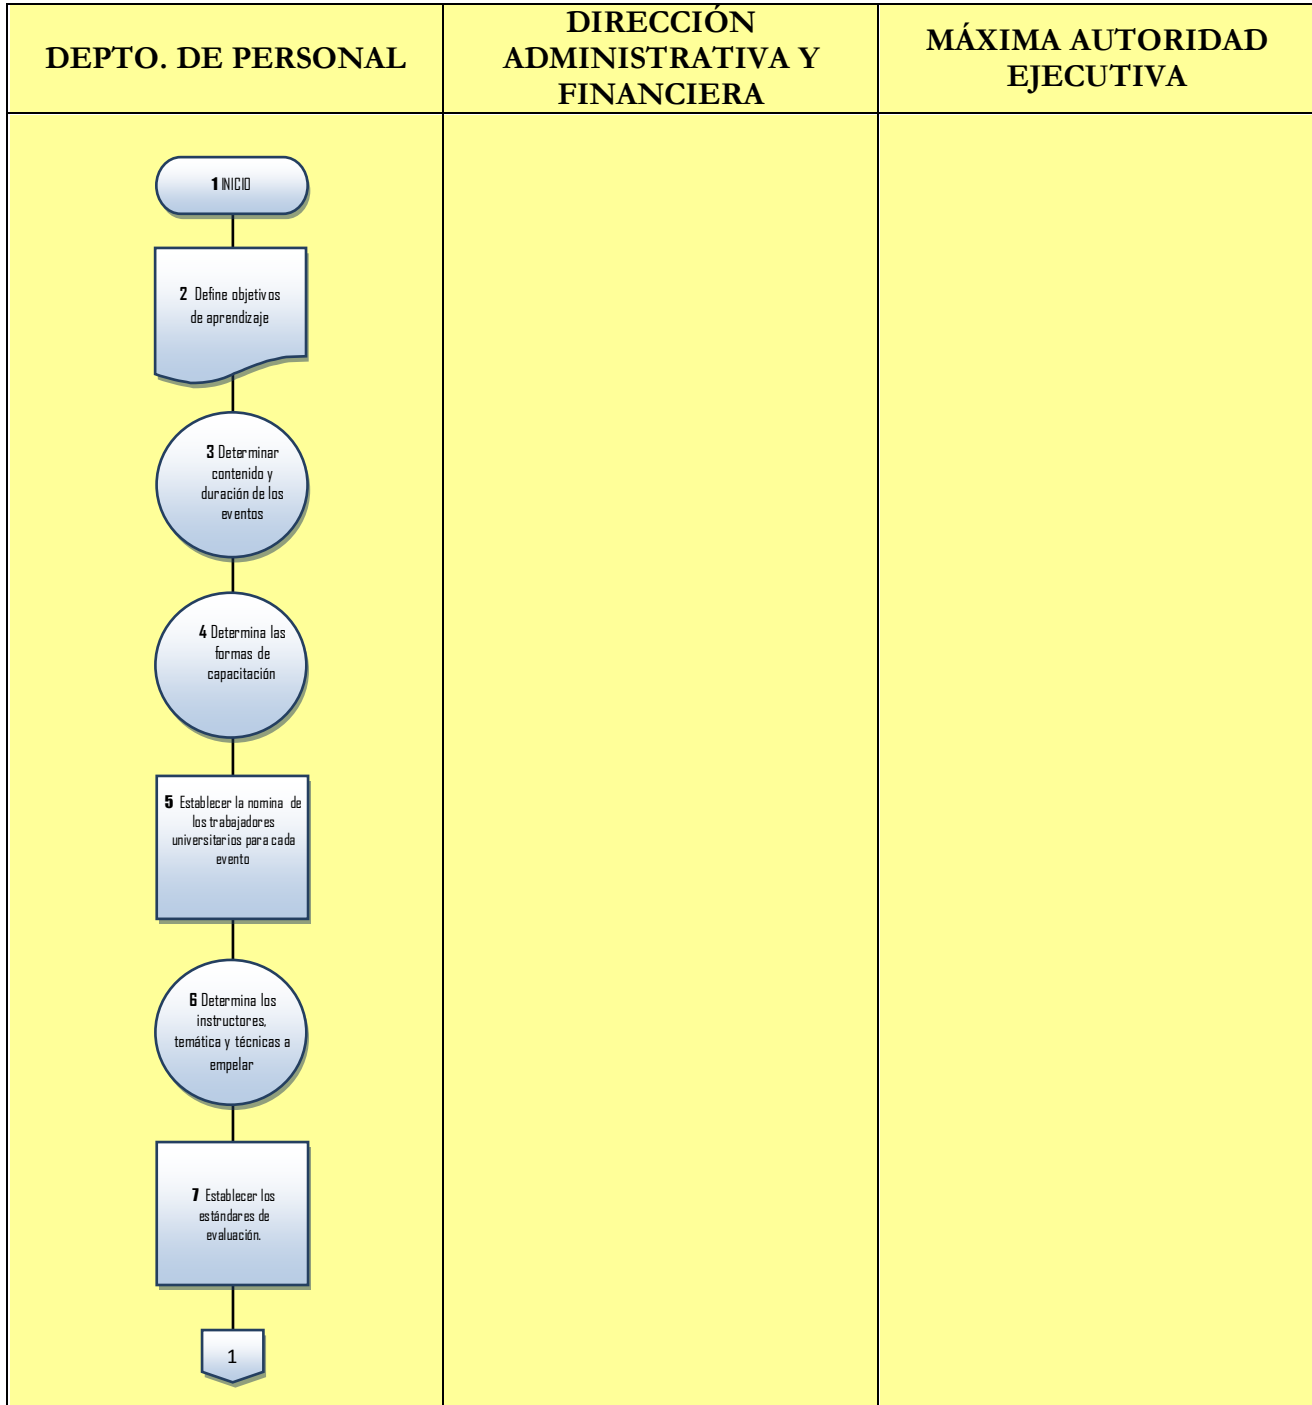 DEPTO. DE PERSONAL
DIRECCIÓN
ADMINISTRATIVA Y
FINANCIERA
MÁXIMA AUTORIDAD
EJECUTIVA
1 INICIO
2 Define objetivos
de aprendizaje
3 Determinar
contenido y
duración de los
eventos
4 Determina las
formas de
capacitación
5 Establecer la nomina de
los trabajadores
universitarios para cada
evento
6 Determina los
instructores,
temática y técnicas a
empelar
7 Establecer los
estándares de
evaluación.
1